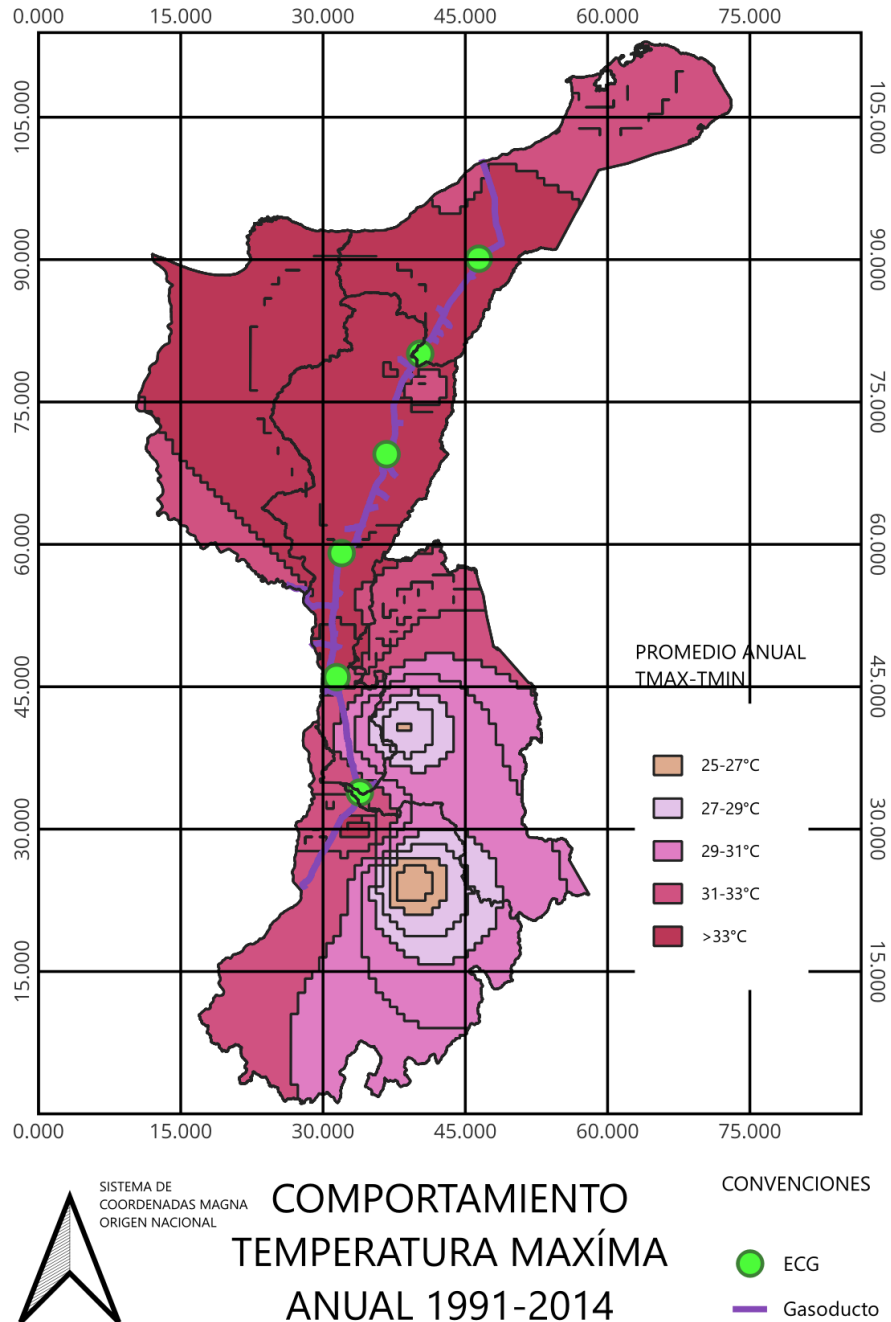 0.000 15.000 30.000 45.000 60.000 75.000
105.000 105.000
90.000 90.000
75.000 75.000
60.000 60.000
PROMEDIO ANUAL
TMAX-TMIN
45.000 45.000
25-27°C
27-29°C
30.000 30.000
29-31°C
31-33°C
>33°C
15.000 15.000
0.000 15.000 30.000 45.000 60.000 75.000
SISTEMA DE
COORDENADAS MAGNA
ORIGEN NACIONAL
COMPORTAMIENTO
TEMPERATURA MAXÍMA
ANUAL 1991-2014
CONVENCIONES
ECG
Gasoducto